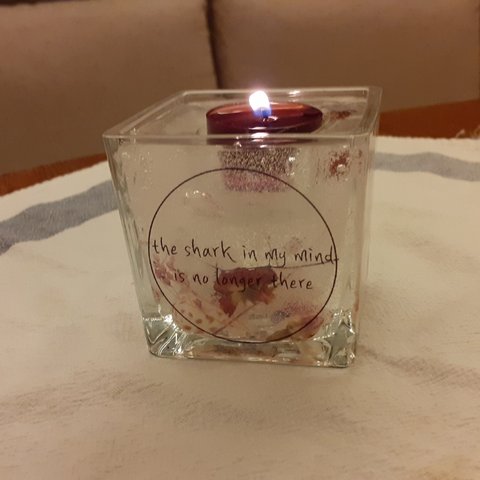 the shark in my mind
is no longer there